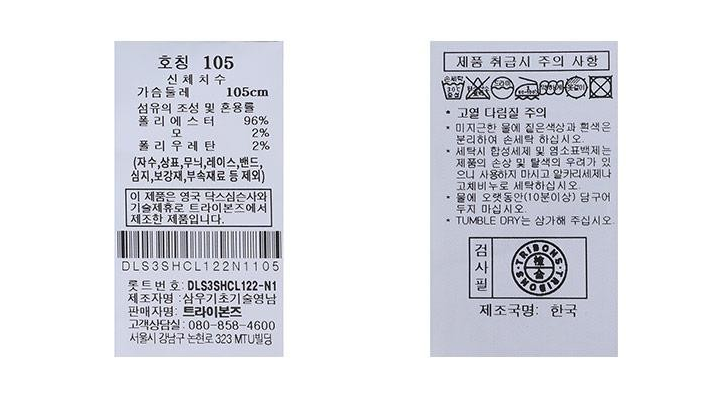 호칭 105
신체치수
가슴둘레 105cm
섬유의 조성 및 혼용률
폴리에스터 96%
모 2%
폴리우레탄 2%
(자수,상표,무늬,레이스,밴드,
심지,보강재,부속재료 등 제외)
이 제품은 영국 닥스심슨사와
기술제휴로 트라이본즈에서
제조한 제품입니다.
DLS3SHCL122N1105
롯트번호: DLS3SHCL122-N1
제조자명 :삼우기초기술영남
판매자명: 트라이본즈
고객상담실: 080-858-4600
서울시 강남구 논현로 323 MTU빌딩
제품 취급시 주의 사항
손세탁
30℃
중성
* 고열 다림질 주의
* 미지근한 물에 짙은색상과 흰색은
분리하여 손세탁 하십시오.
* 세탁시 합성세제 및 염소표백제는
제품의 손상 및 탈색의 우려가 있
으니 사용하지 마시고 알카리세제나
고체비누로 세탁하십시오.
* 물에 오랫동안(10분이상) 담구어
두지 마십시오.
* TUMBLE DRY는 삼가해 주십시오.
검사필
TRIBONS
檢
TRIBONS
제조국명: 한국